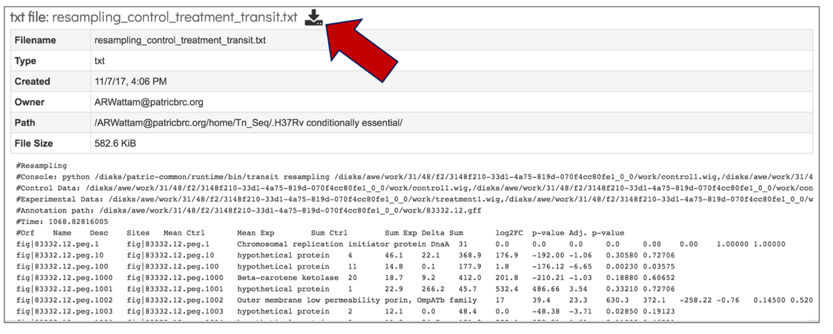 txt file: resampling_control_treatment_transit.txt
Filename resampling_control_treatment_transit.txt
Type txt
Created 11/7/17, 4:06 PM
Owner ARWattam@patricbrc.org
Path /ARWattam@patricbrc.org/home/Tn_Seq/.H37Rv conditionally essential/
File Size 582.6 KiB
#Resampling
#Console: python /disks/patric-common/runtime/bin/transit resampling /disks/awe/work/31/48/f2/3148f210-33d1-4a75-819d-070f4cc80fe1_0_0/work/control1.wig,/disks/awe/work/31/4
#Control Data: /disks/awe/work/31/48/f2/3148f210-33d1-4a75-819d-070f4cc80fe1_0_0/work/control1.wig,/disks/awe/work/31/48/f2/3148f210-33d1-4a75-819d-070f4cc80fe1_0_0/work/con
#Experimental Data: /disks/awe/work/31/48/f2/3148f210-33d1-4a75-819d-070f4cc80fe1_0_0/work/treatment1.wig,/disks/awe/work/31/48/f2/3148f210-33d1-4a75-819d-070f4cc80fe1_0_0/w
#Annotation path: /disks/awe/work/31/48/f2/3148f210-33d1-4a75-819d-070f4cc80fe1_0_0/work/83332.12.gff
#Time: 1068.82816005
#Orf Name Desc Sites Mean Ctrl Mean Exp Sum Ctrl Sum Exp Delta Sum log2FC p-value Adj. p-value
fig|83332.12.peg.1 fig|83332.12.peg.1 Chromosomal replication initiator protein DnaA 31 0.0 0.0 0.0 0.0 0.00 0.00 1.00000 1.00000
fig|83332.12.peg.10 fig|83332.12.peg.10 hypothetical protein 4 46.1 22.1 368.9 176.9 -192.00 -1.06 0.30580 0.72706
fig|83332.12.peg.100 fig|83332.12.peg.100 hypothetical protein 11 14.8 0.1 177.9 1.8 -176.12 -6.65 0.00230 0.03575
fig|83332.12.peg.1000 fig|83332.12.peg.1000 Beta-carotene ketolase 20 18.7 9.2 412.0 201.8 -210.21 -1.03 0.18880 0.60652
fig|83332.12.peg.1001 fig|83332.12.peg.1001 hypothetical protein 1 22.9 266.2 45.7 532.4 486.66 3.54 0.33210 0.72706
fig|83332.12.peg.1002 fig|83332.12.peg.1002 Outer membrane low permeability porin, OmpATb family 17 39.4 23.3 630.3 372.1 -258.22 -0.76 0.14500 0.520
fig|83332.12.peg.1003 fig|83332.12.peg.1003 hypothetical protein 2 12.1 0.0 48.4 0.0 -48.38 -3.71 0.02850 0.19123